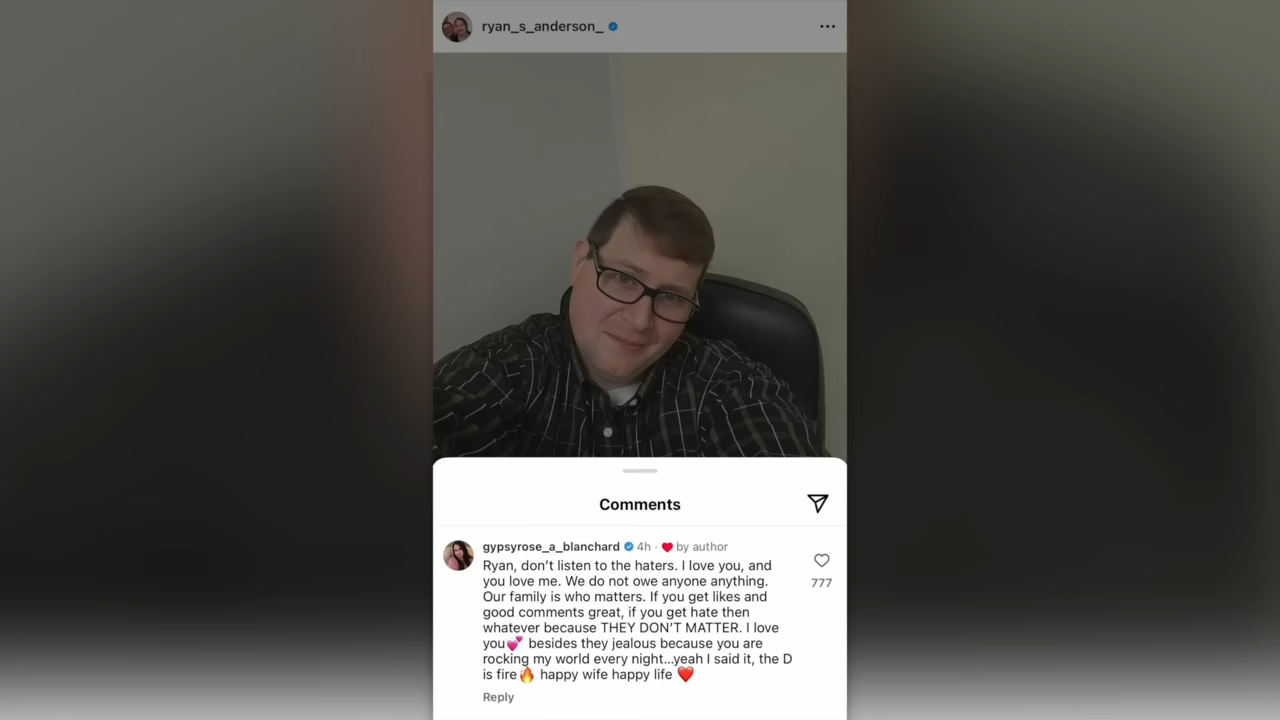 ryan_s_anderson_
Comments
gypsyrose_a_blanchard 4h · ❤️ by author
Ryan, don’t listen to the haters. I love you, and
you love me. We do not owe anyone anything.
Our family is who matters. If you get likes and
good comments great, if you get hate then
whatever because THEY DON’T MATTER. I love
you💕 besides they jealous because you are
rocking my world every night...yeah I said it, the D
is fire🔥 happy wife happy life ❤️
777
Reply